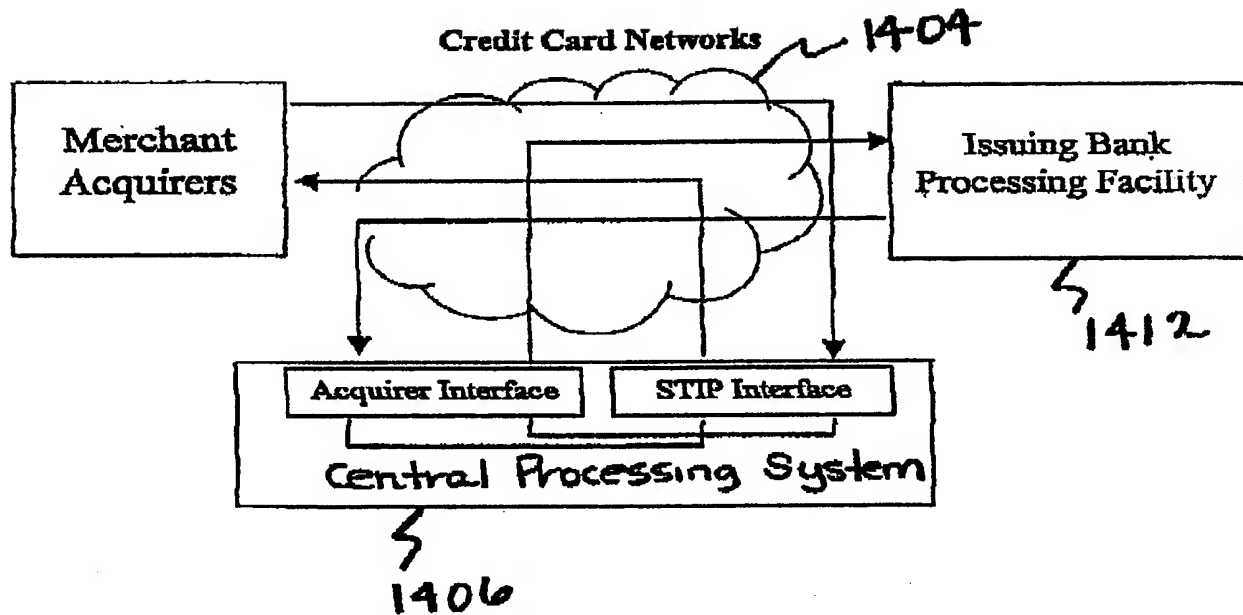 Credit Card Networks
1404
Merchant
Acquirers
Issuing Bank
Processing Facility
1412
Acquirer Interface
STIP Interface
Central Processing System
1406